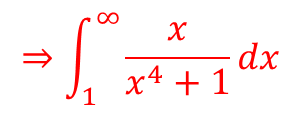 ⇒ ∫₁^∞ x/(x⁴ + 1) dx